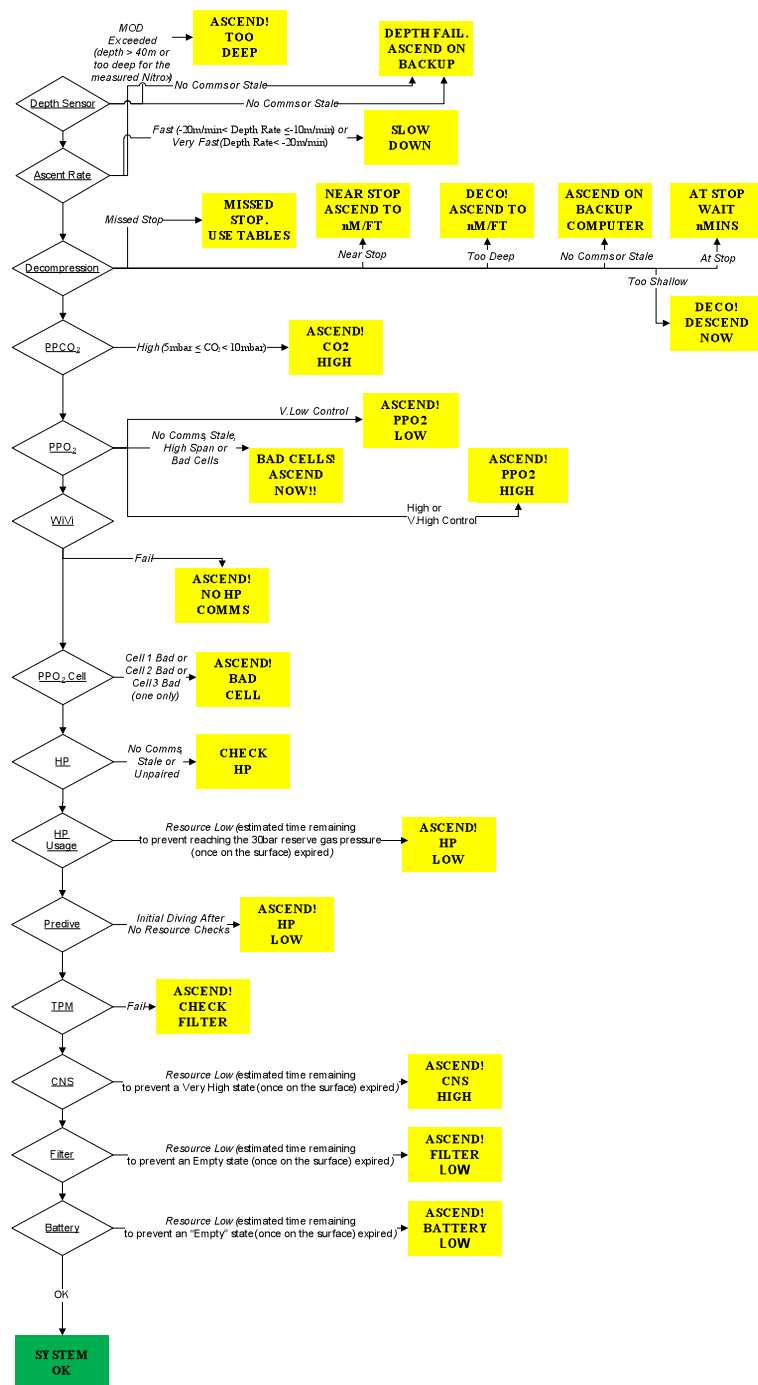 MOD
Exceeded
(depth > 40m or
too deep for the
measured Nitrox)
ASCEND!
TOO
DEEP
DEPTH FAIL.
ASCEND ON
BACKUP
No Comms or Stale
Depth Sensor
No Comms or Stale
Fast (-20m/min< Depth Rate ≤-10m/min) or
Very Fast (Depth Rate< -20m/min)
SLOW
DOWN
Ascent Rate
Missed Stop
MISSED
STOP.
USE TABLES
NEAR STOP
ASCEND TO
nM/FT
DECO!
ASCEND TO
nM/FT
ASCEND ON
BACKUP
COMPUTER
AT STOP
WAIT
nMINS
Near Stop
Too Deep
No Comms or Stale
At Stop
Decompression
Too Shallow
DECO!
DESCEND
NOW
PPCO₂
High (5mbar ≤ CO₂ < 10mbar)
ASCEND!
CO2
HIGH
V.Low Control
ASCEND!
PPO2
LOW
PPO₂
No Comms, Stale,
High Span or
Bad Cells
BAD CELLS!
ASCEND
NOW!!
ASCEND!
PPO2
HIGH
High or
V.High Control
WiVi
Fail
ASCEND!
NO HP
COMMS
PPO₂ Cell
Cell 1 Bad or
Cell 2 Bad or
Cell 3 Bad
(one only)
ASCEND!
BAD
CELL
HP
No Comms,
Stale or
Unpaired
CHECK
HP
HP
Usage
Resource Low (estimated time remaining
to prevent reaching the 30bar reserve gas pressure
(once on the surface) expired)
ASCEND!
HP
LOW
Predive
Initial Diving After
No Resource Checks
ASCEND!
HP
LOW
TPM
Fail
ASCEND!
CHECK
FILTER
CNS
Resource Low (estimated time remaining
to prevent a Very High state (once on the surface) expired)
ASCEND!
CNS
HIGH
Filter
Resource Low (estimated time remaining
to prevent an Empty state (once on the surface) expired)
ASCEND!
FILTER
LOW
Battery
Resource Low (estimated time remaining
to prevent an "Empty" state (once on the surface) expired)
ASCEND!
BATTERY
LOW
OK
SYSTEM
OK